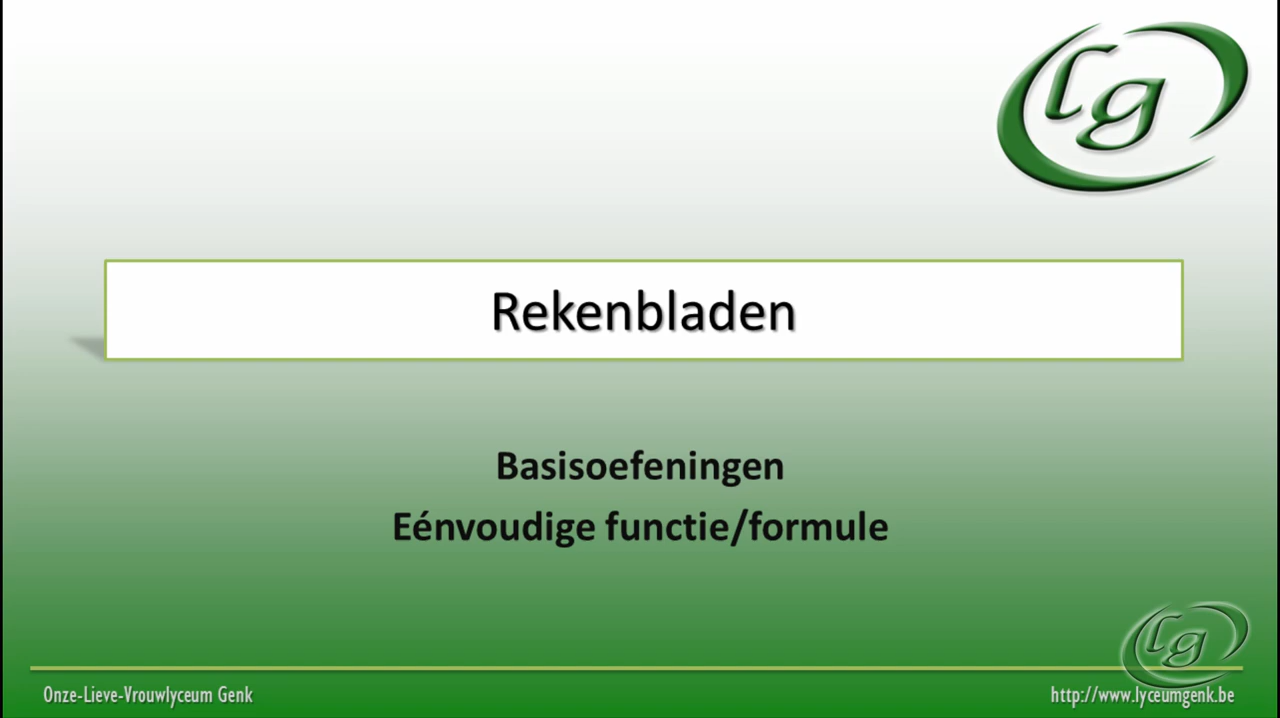 lg
Rekenbladen
Basisoefeningen
Eénvoudige functie/formule
lg
Onze-Lieve-Vrouwlyceum Genk
http://www.lyceumgenk.be